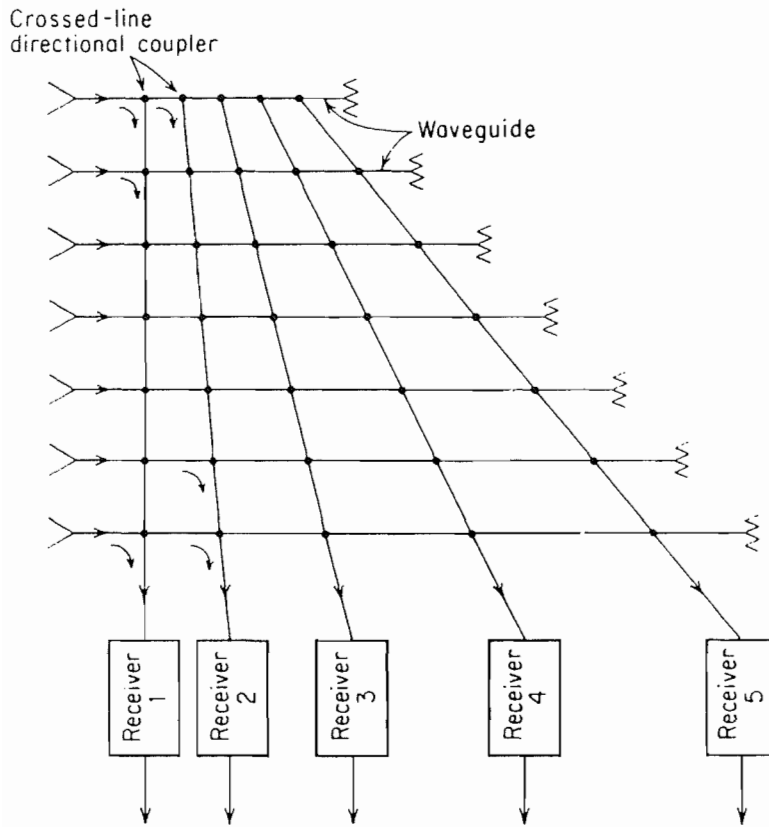 Crossed-line
directional coupler
Waveguide
Receiver
1
Receiver
2
Receiver
3
Receiver
4
Receiver
5